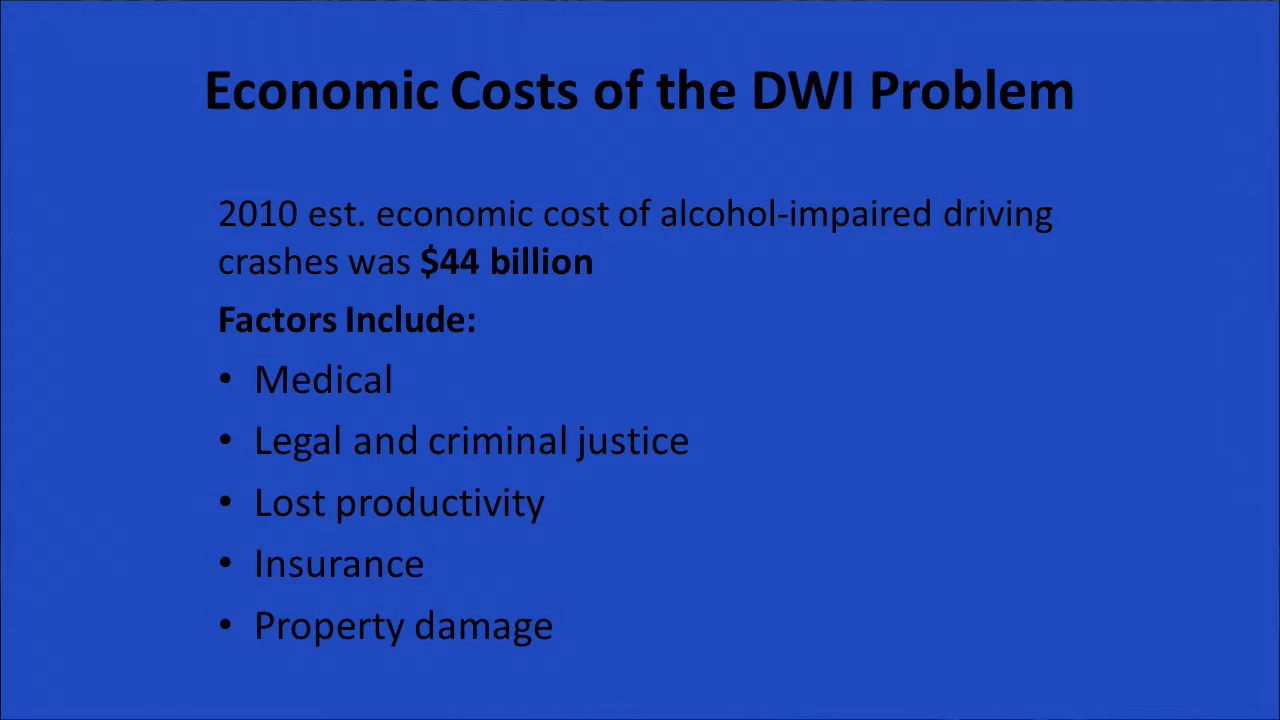 Economic Costs of the DWI Problem
2010 est. economic cost of alcohol-impaired driving
crashes was $44 billion
Factors Include:
• Medical
• Legal and criminal justice
• Lost productivity
• Insurance
• Property damage